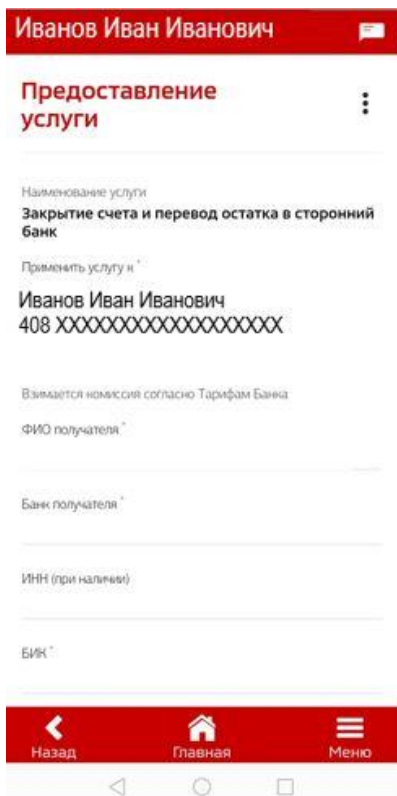 Иванов Иван Иванович
Предоставление
услуги
Наименование услуги
Закрытие счета и перевод остатка в сторонний
банк
Применить услугу к *
Иванов Иван Иванович
408 XXXXXXXXXXXXXXXXX
Взимается комиссия согласно Тарифам Банка
ФИО получателя *
Банк получателя *
ИНН (при наличии)
БИК *
Назад Главная Меню